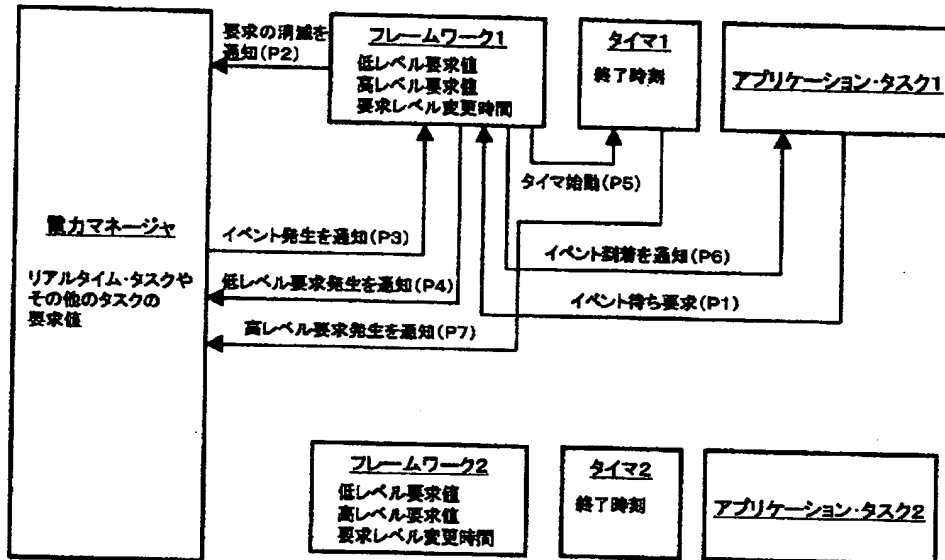 要求の消滅を
通知(P2)
フレームワーク1
低レベル要求値
高レベル要求値
要求レベル変更時間
タイマ1
終了時刻
アプリケーション・タスク1
タイマ始動(P5)
電力マネージャ
リアルタイム・タスクや
その他のタスクの
要求値
イベント発生を通知(P3)
イベント到着を通知(P6)
低レベル要求発生を通知(P4)
イベント待ち要求(P1)
高レベル要求発生を通知(P7)
フレームワーク2
低レベル要求値
高レベル要求値
要求レベル変更時間
タイマ2
終了時刻
アプリケーション・タスク2